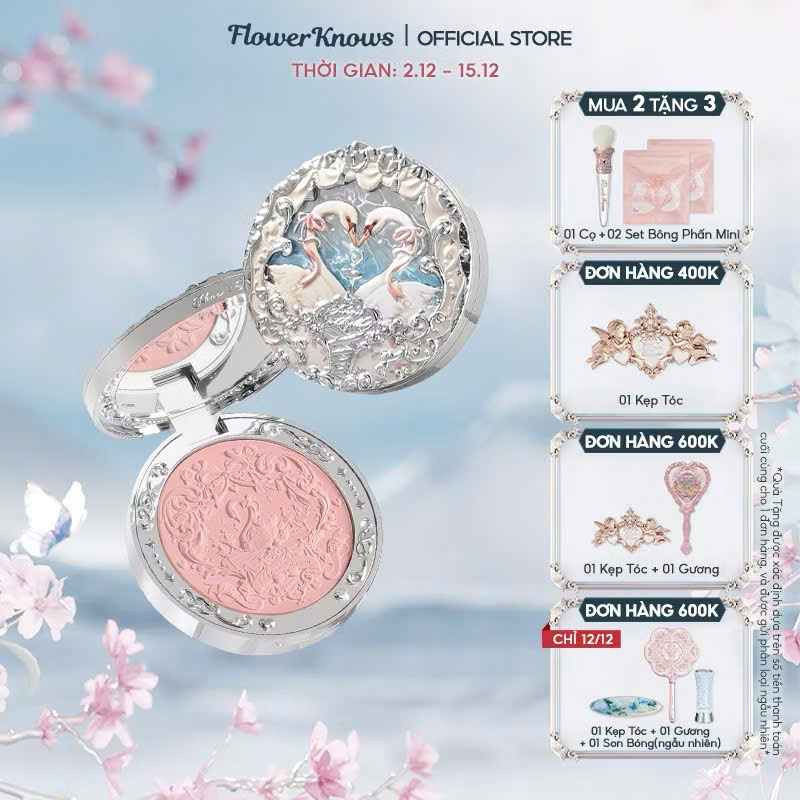 FlowerKnows | OFFICIAL STORE
THỜI GIAN: 2.12 - 15.12
MUA 2 TẶNG 3
01 Cọ +02 Set Bông Phấn Mini
ĐƠN HÀNG 400K
01 Kẹp Tóc
ĐƠN HÀNG 600K
01 Kẹp Tóc + 01 Gương
ĐƠN HÀNG 600K
CHỈ 12/12
01 Kẹp Tóc + 01 Gương
+ 01 Son Bóng(ngẫu nhiên)
*Quà Tặng được xác định dựa trên số tiền thanh toán
cuối cùng cho 1 đơn hàng, và được gửi phân loại ngẫu nhiên*